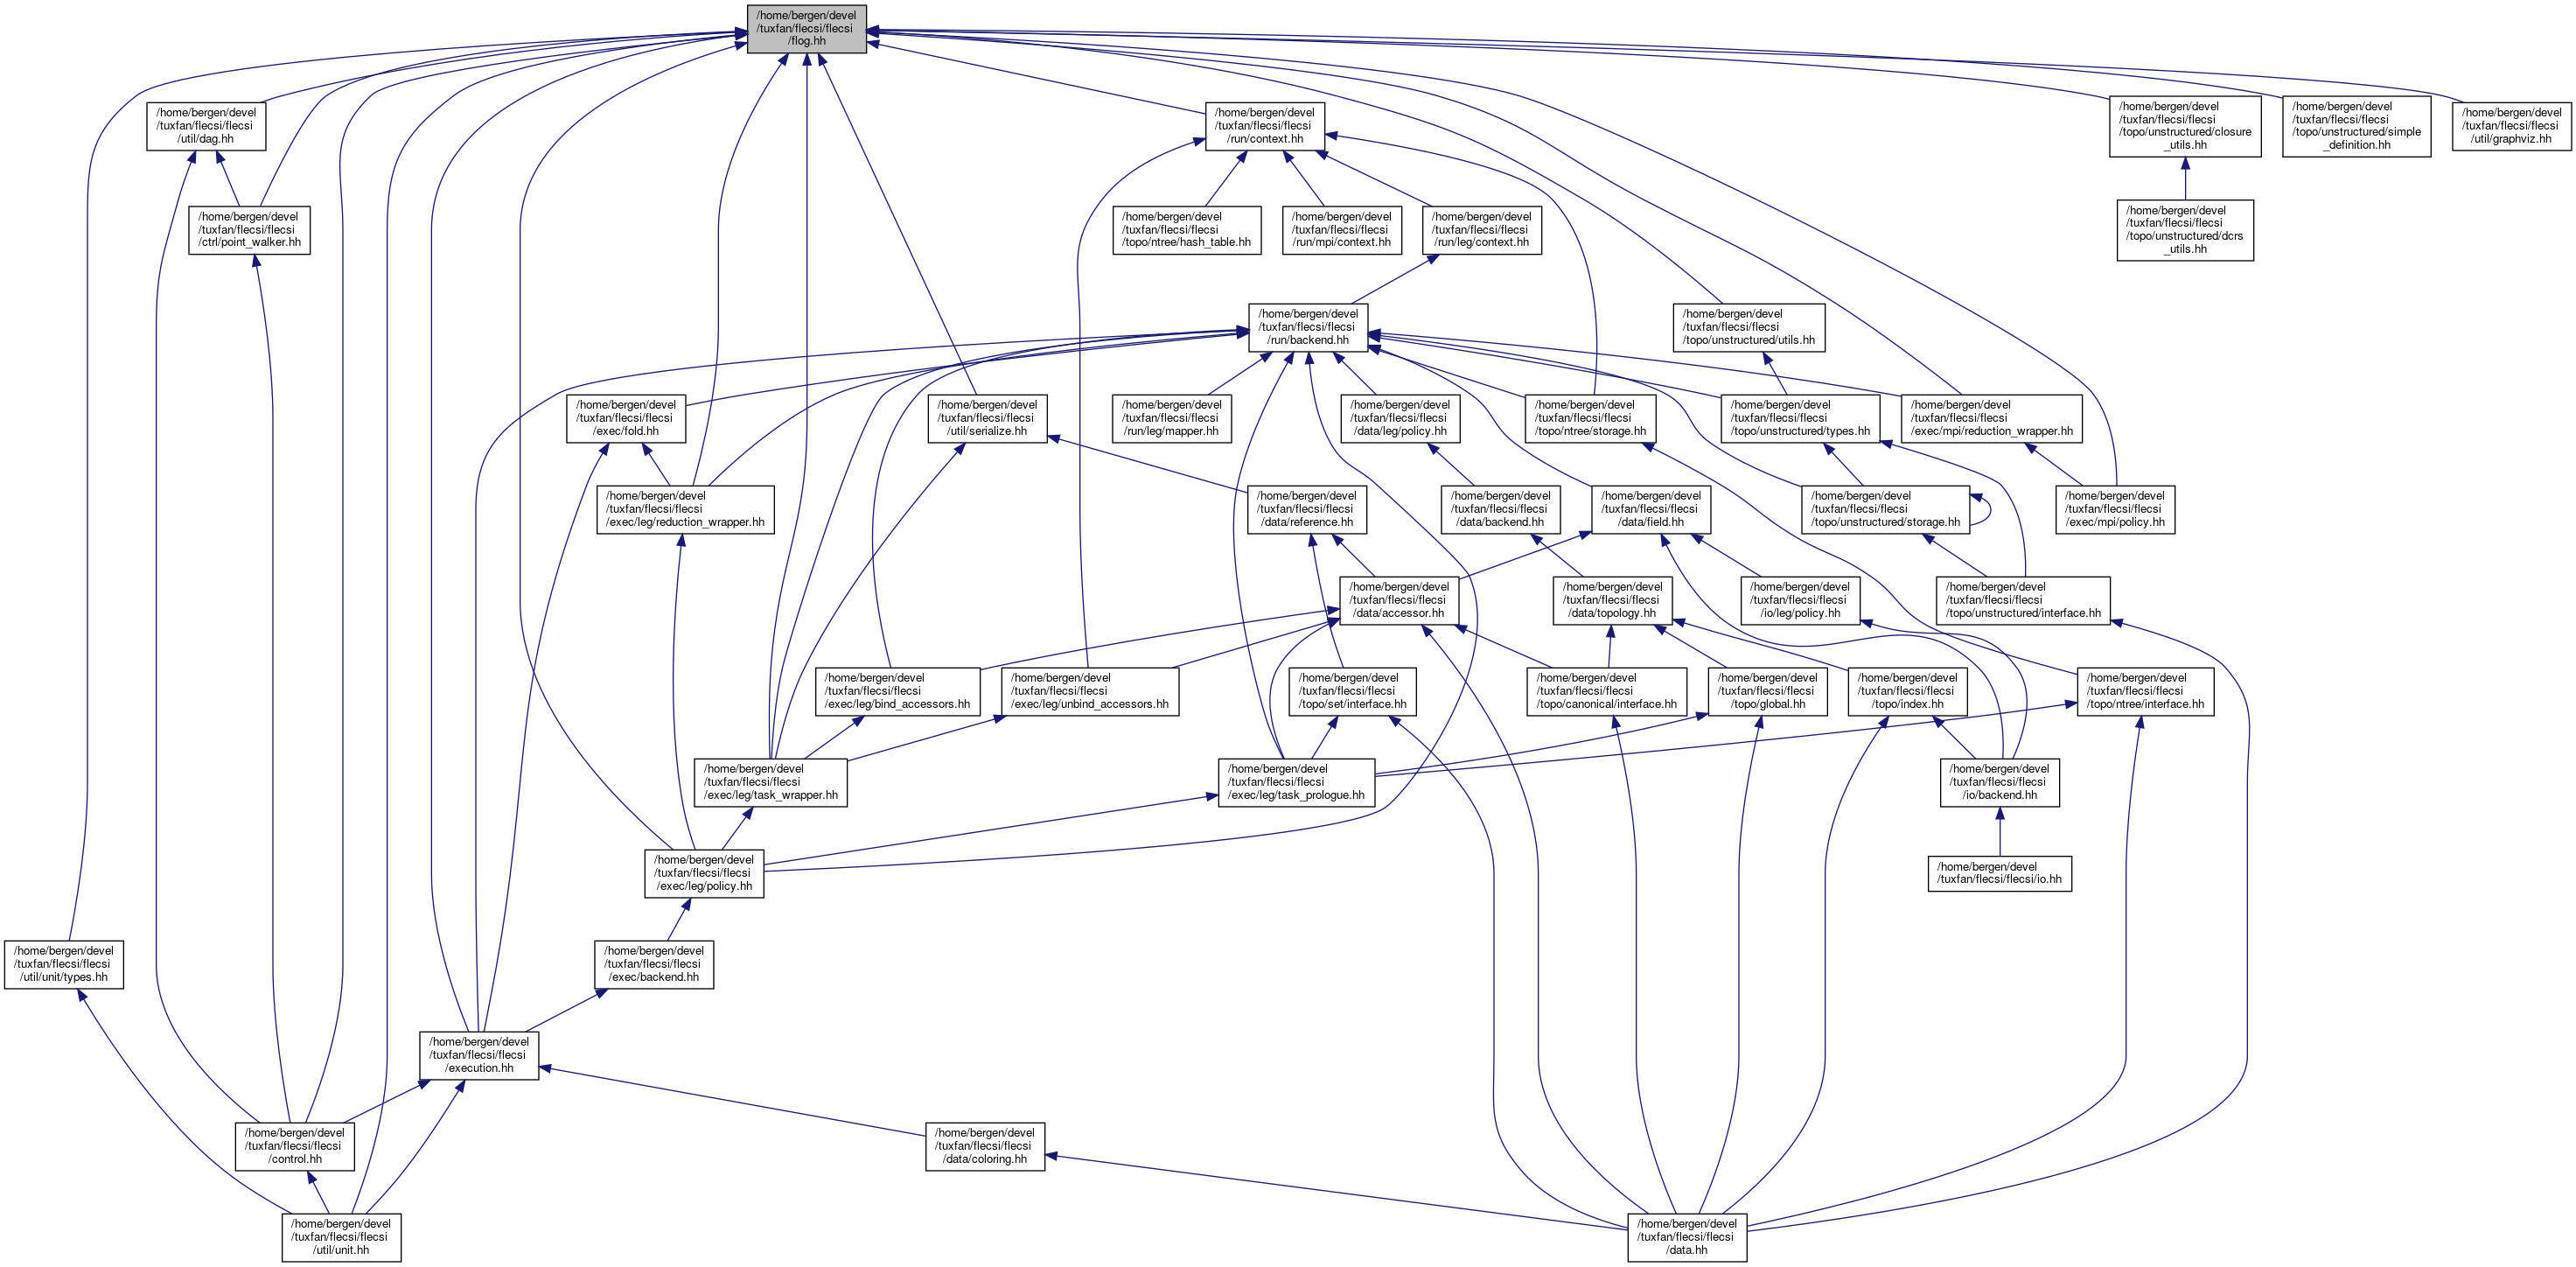 /home/bergen/devel
/tuxfan/flecsi/flecsi
/flog.hh
/home/bergen/devel
/tuxfan/flecsi/flecsi
/util/dag.hh
/home/bergen/devel
/tuxfan/flecsi/flecsi
/run/context.hh
/home/bergen/devel
/tuxfan/flecsi/flecsi
/topo/unstructured/closure
_utils.hh
/home/bergen/devel
/tuxfan/flecsi/flecsi
/topo/unstructured/simple
_definition.hh
/home/bergen/devel
/tuxfan/flecsi/flecsi
/util/graphviz.hh
/home/bergen/devel
/tuxfan/flecsi/flecsi
/ctrl/point_walker.hh
/home/bergen/devel
/tuxfan/flecsi/flecsi
/topo/ntree/hash_table.hh
/home/bergen/devel
/tuxfan/flecsi/flecsi
/run/mpi/context.hh
/home/bergen/devel
/tuxfan/flecsi/flecsi
/run/leg/context.hh
/home/bergen/devel
/tuxfan/flecsi/flecsi
/topo/unstructured/dcrs
_utils.hh
/home/bergen/devel
/tuxfan/flecsi/flecsi
/run/backend.hh
/home/bergen/devel
/tuxfan/flecsi/flecsi
/topo/unstructured/utils.hh
/home/bergen/devel
/tuxfan/flecsi/flecsi
/exec/fold.hh
/home/bergen/devel
/tuxfan/flecsi/flecsi
/util/serialize.hh
/home/bergen/devel
/tuxfan/flecsi/flecsi
/run/leg/mapper.hh
/home/bergen/devel
/tuxfan/flecsi/flecsi
/data/leg/policy.hh
/home/bergen/devel
/tuxfan/flecsi/flecsi
/topo/ntree/storage.hh
/home/bergen/devel
/tuxfan/flecsi/flecsi
/topo/unstructured/types.hh
/home/bergen/devel
/tuxfan/flecsi/flecsi
/exec/mpi/reduction_wrapper.hh
/home/bergen/devel
/tuxfan/flecsi/flecsi
/exec/leg/reduction_wrapper.hh
/home/bergen/devel
/tuxfan/flecsi/flecsi
/data/reference.hh
/home/bergen/devel
/tuxfan/flecsi/flecsi
/data/backend.hh
/home/bergen/devel
/tuxfan/flecsi/flecsi
/data/field.hh
/home/bergen/devel
/tuxfan/flecsi/flecsi
/topo/unstructured/storage.hh
/home/bergen/devel
/tuxfan/flecsi/flecsi
/exec/mpi/policy.hh
/home/bergen/devel
/tuxfan/flecsi/flecsi
/data/accessor.hh
/home/bergen/devel
/tuxfan/flecsi/flecsi
/data/topology.hh
/home/bergen/devel
/tuxfan/flecsi/flecsi
/io/leg/policy.hh
/home/bergen/devel
/tuxfan/flecsi/flecsi
/topo/unstructured/interface.hh
/home/bergen/devel
/tuxfan/flecsi/flecsi
/exec/leg/bind_accessors.hh
/home/bergen/devel
/tuxfan/flecsi/flecsi
/exec/leg/unbind_accessors.hh
/home/bergen/devel
/tuxfan/flecsi/flecsi
/topo/set/interface.hh
/home/bergen/devel
/tuxfan/flecsi/flecsi
/topo/canonical/interface.hh
/home/bergen/devel
/tuxfan/flecsi/flecsi
/topo/global.hh
/home/bergen/devel
/tuxfan/flecsi/flecsi
/topo/index.hh
/home/bergen/devel
/tuxfan/flecsi/flecsi
/topo/ntree/interface.hh
/home/bergen/devel
/tuxfan/flecsi/flecsi
/exec/leg/task_wrapper.hh
/home/bergen/devel
/tuxfan/flecsi/flecsi
/exec/leg/task_prologue.hh
/home/bergen/devel
/tuxfan/flecsi/flecsi
/io/backend.hh
/home/bergen/devel
/tuxfan/flecsi/flecsi
/exec/leg/policy.hh
/home/bergen/devel
/tuxfan/flecsi/flecsi/io.hh
/home/bergen/devel
/tuxfan/flecsi/flecsi
/util/unit/types.hh
/home/bergen/devel
/tuxfan/flecsi/flecsi
/exec/backend.hh
/home/bergen/devel
/tuxfan/flecsi/flecsi
/execution.hh
/home/bergen/devel
/tuxfan/flecsi/flecsi
/control.hh
/home/bergen/devel
/tuxfan/flecsi/flecsi
/data/coloring.hh
/home/bergen/devel
/tuxfan/flecsi/flecsi
/util/unit.hh
/home/bergen/devel
/tuxfan/flecsi/flecsi
/data.hh